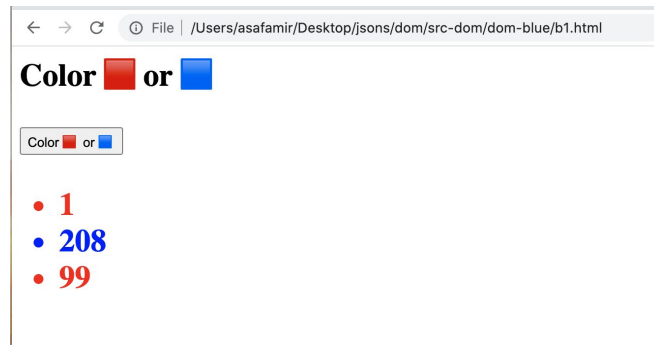 File | /Users/asafamir/Desktop/jsons/dom/src-dom/dom-blue/b1.html
Color 🟥 or 🟦
Color 🟥 or 🟦
• 1
• 208
• 99